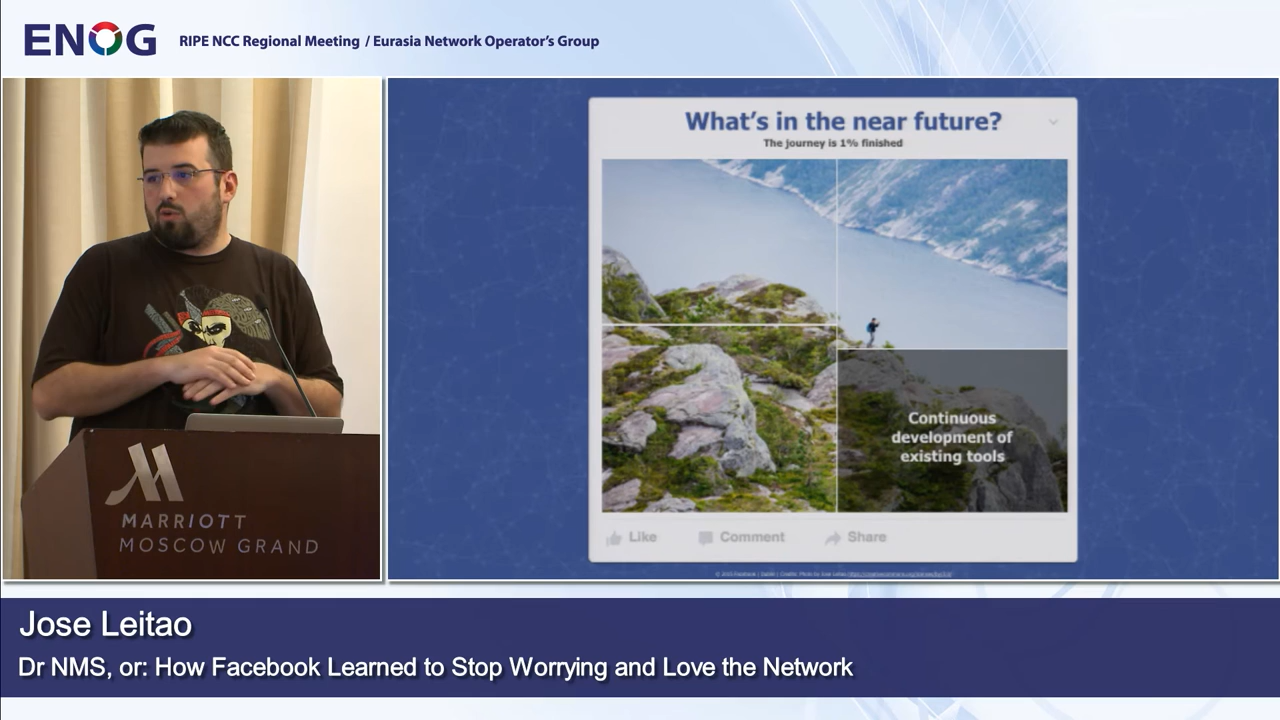 ENOG
RIPE NCC Regional Meeting / Eurasia Network Operator's Group
What's in the near future?
The journey is 1% finished
Continuous
development of
existing tools
Like Comment Share
MARRIOTT
MOSCOW GRAND
Jose Leitao
Dr NMS, or: How Facebook Learned to Stop Worrying and Love the Network